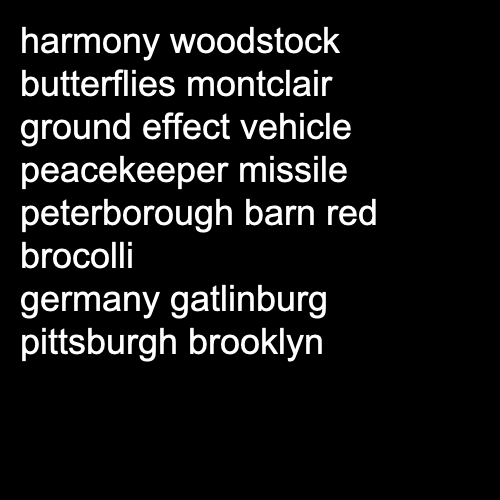 harmony woodstock
butterflies montclair
ground effect vehicle
peacekeeper missile
peterborough barn red
brocolli
germany gatlinburg
pittsburgh brooklyn